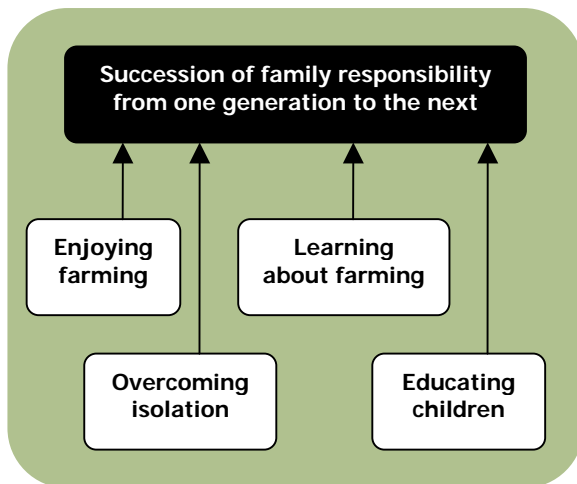 Succession of family responsibility
from one generation to the next
Enjoying
farming
Learning
about farming
Overcoming
isolation
Educating
children